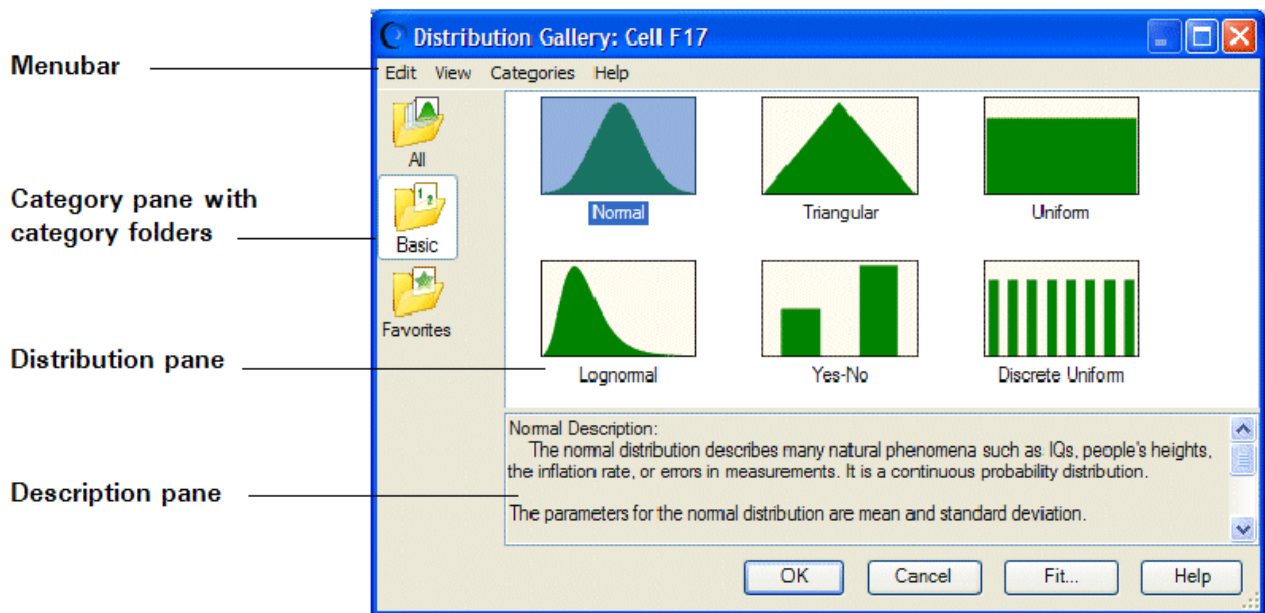 Distribution Gallery: Cell F17
Menubar
Edit View Categories Help
All
Category pane with
category folders
Basic
Favorites
Normal
Triangular
Uniform
Distribution pane
Lognormal
Yes-No
Discrete Uniform
Normal Description:
The normal distribution describes many natural phenomena such as IQs, people's heights,
the inflation rate, or errors in measurements. It is a continuous probability distribution.
Description pane
The parameters for the normal distribution are mean and standard deviation.
OK
Cancel
Fit...
Help